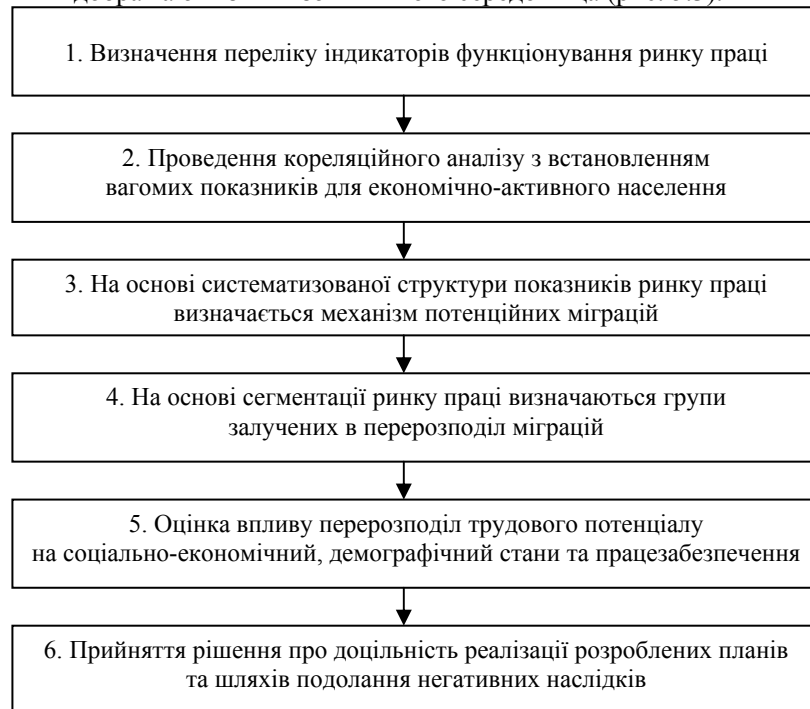 1. Визначення переліку індикаторів функціонування ринку праці
2. Проведення кореляційного аналізу з встановленням
вагомих показників для економічно-активного населення
3. На основі систематизованої структури показників ринку праці
визначається механізм потенційних міграцій
4. На основі сегментації ринку праці визначаються групи
залучених в перерозподіл міграцій
5. Оцінка впливу перерозподіл трудового потенціалу
на соціально-економічний, демографічний стани та працезабезпечення
6. Прийняття рішення про доцільність реалізації розроблених планів
та шляхів подолання негативних наслідків